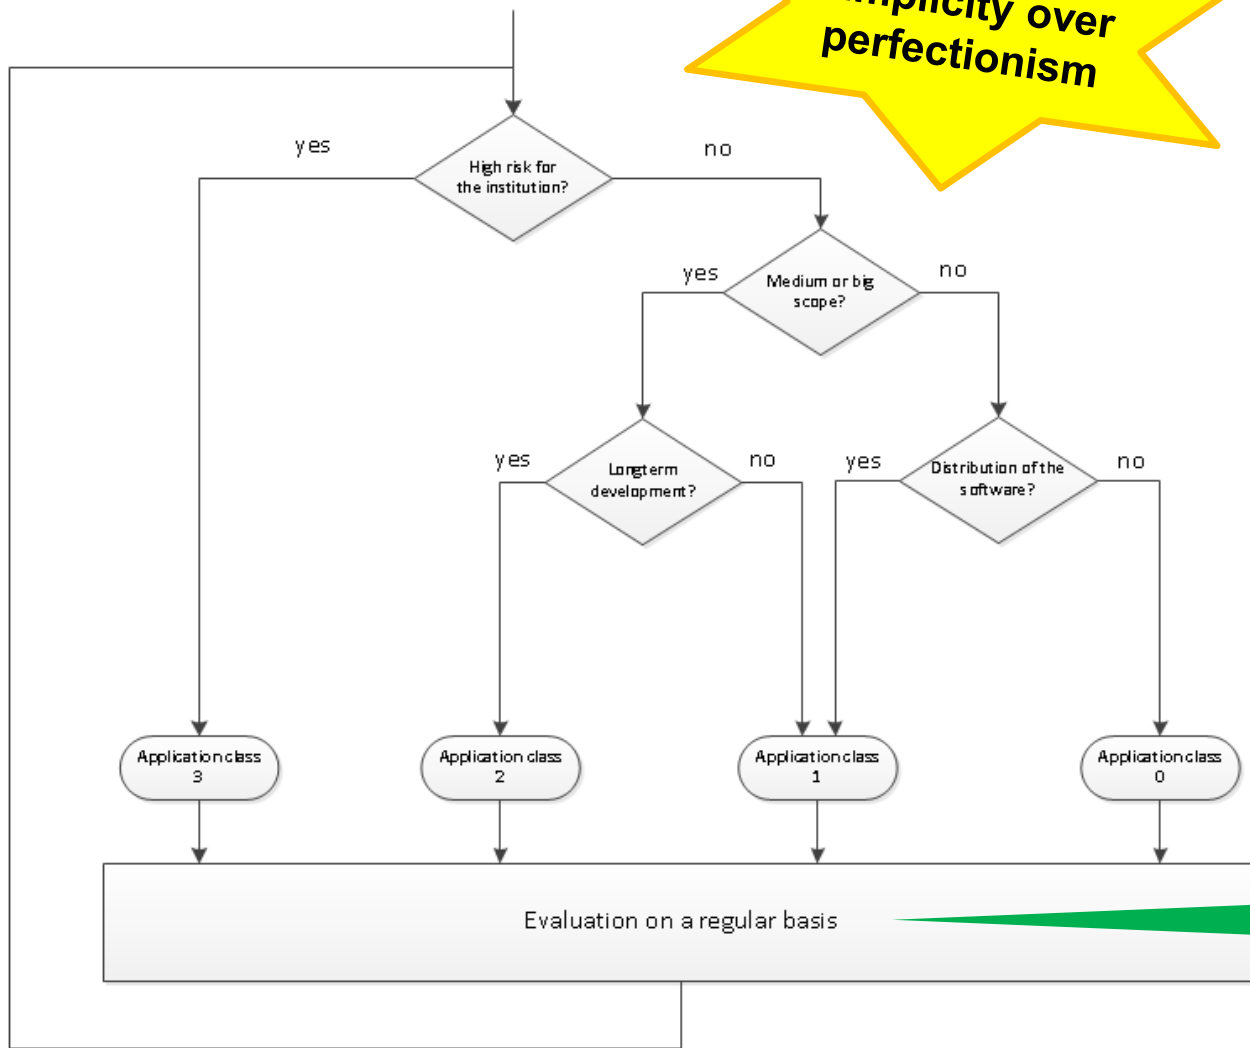 perfectionism
over
yes
no
High risk for
the institution?
yes
no
Medium or big
scope?
yes
no
yes
no
Longterm
development?
Distribution of the
software?
Application class
3
Application class
2
Application class
1
Application class
0
Evaluation on a regular basis